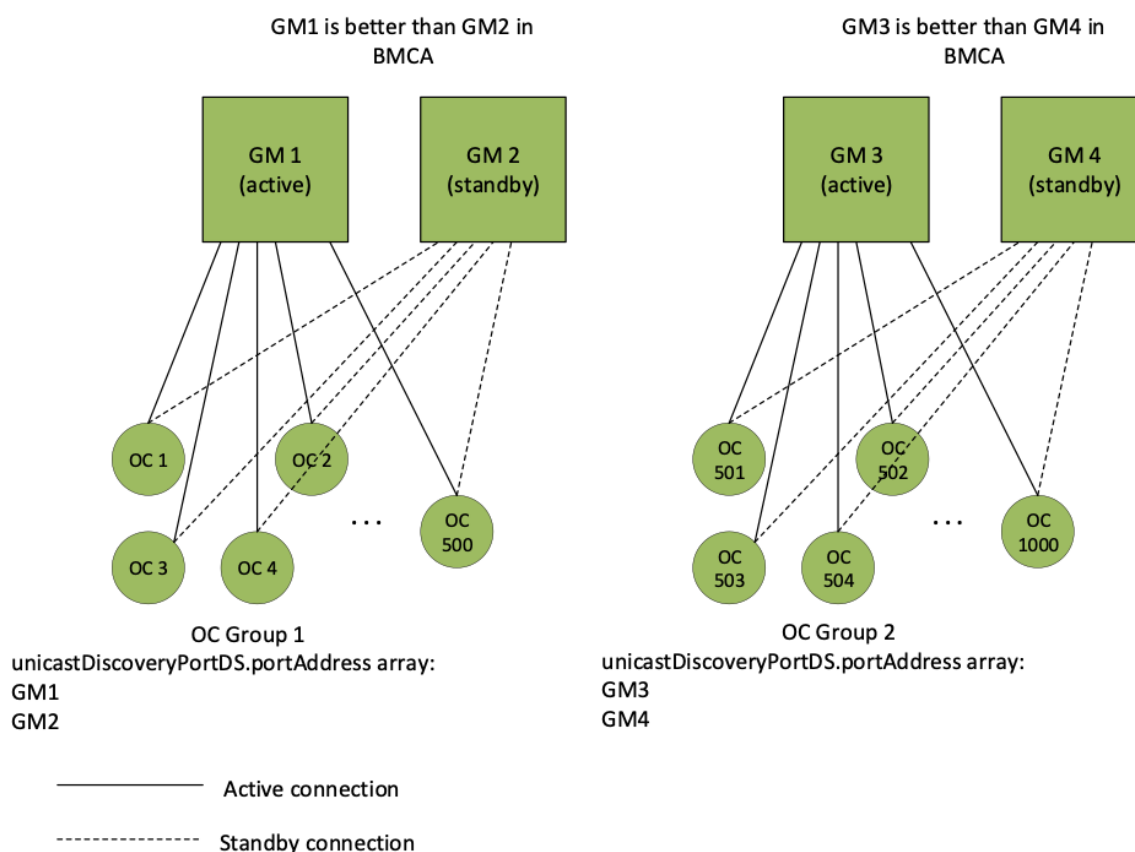 GM1 is better than GM2 in
BMCA
GM3 is better than GM4 in
BMCA
GM 1
(active)
GM 2
(standby)
GM 3
(active)
GM 4
(standby)
OC 1
OC 2
OC 3
OC 4
...
OC
500
OC
501
OC
502
OC
503
OC
504
...
OC
1000
OC Group 1
unicastDiscoveryPortDS.portAddress array:
GM1
GM2
OC Group 2
unicastDiscoveryPortDS.portAddress array:
GM3
GM4
Active connection
Standby connection